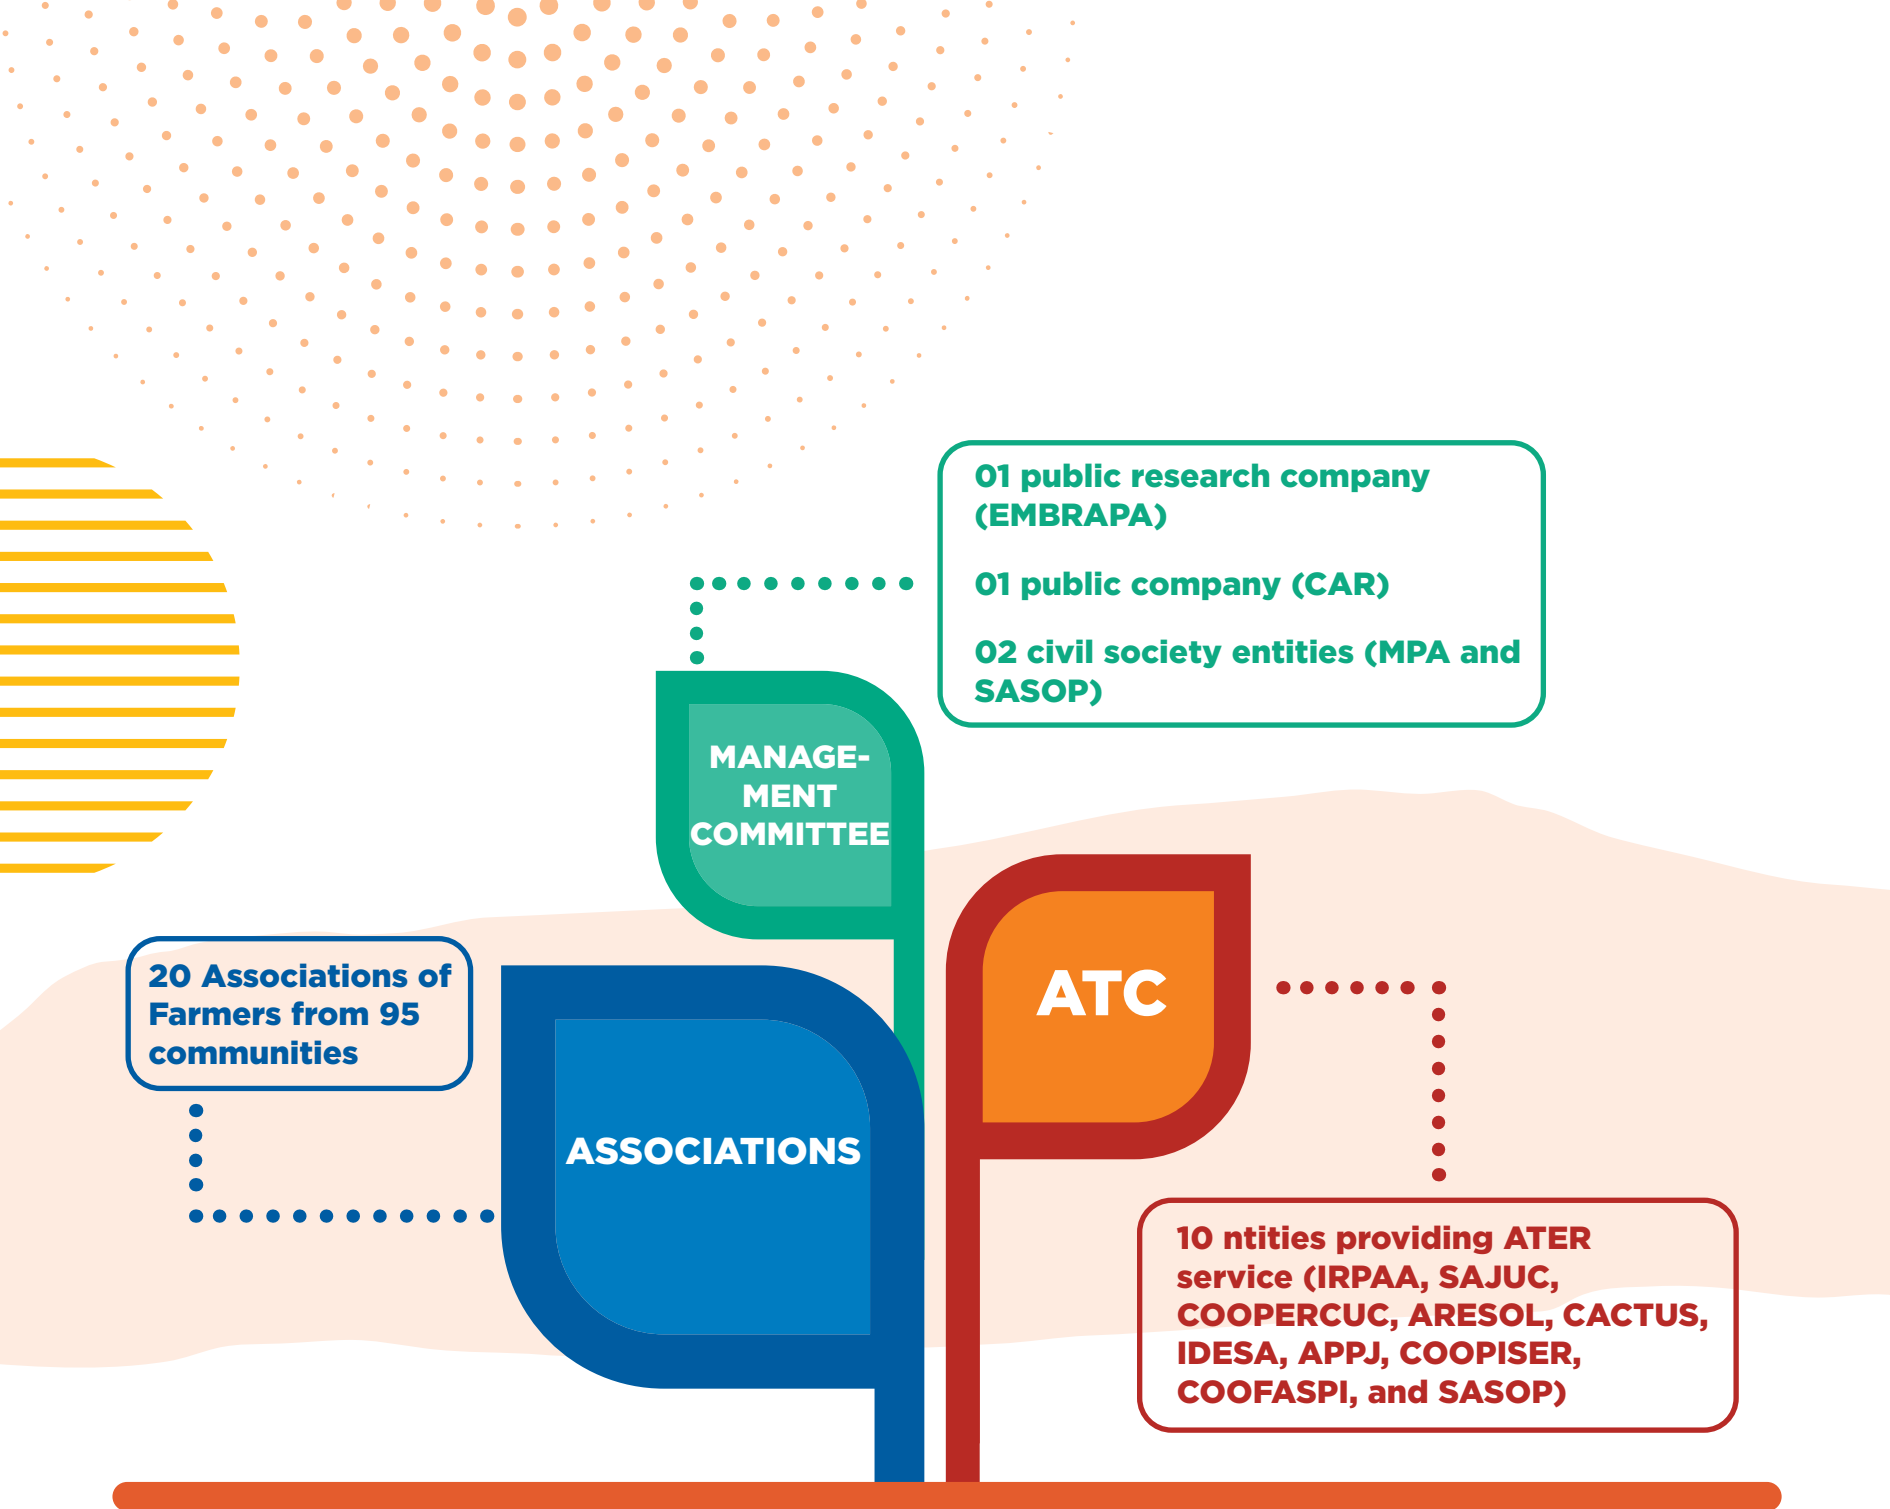 01 public research company
(EMBRAPA)
01 public company (CAR)
02 civil society entities (MPA and
SASOP)
MANAGE-
MENT
COMMITTEE
20 Associations of
Farmers from 95
communities
ATC
ASSOCIATIONS
10 ntities providing ATER
service (IRPAA, SAJUC,
COOPERCUC, ARESOL, CACTUS,
IDESA, APPJ, COOPISER,
COOFASPI, and SASOP)